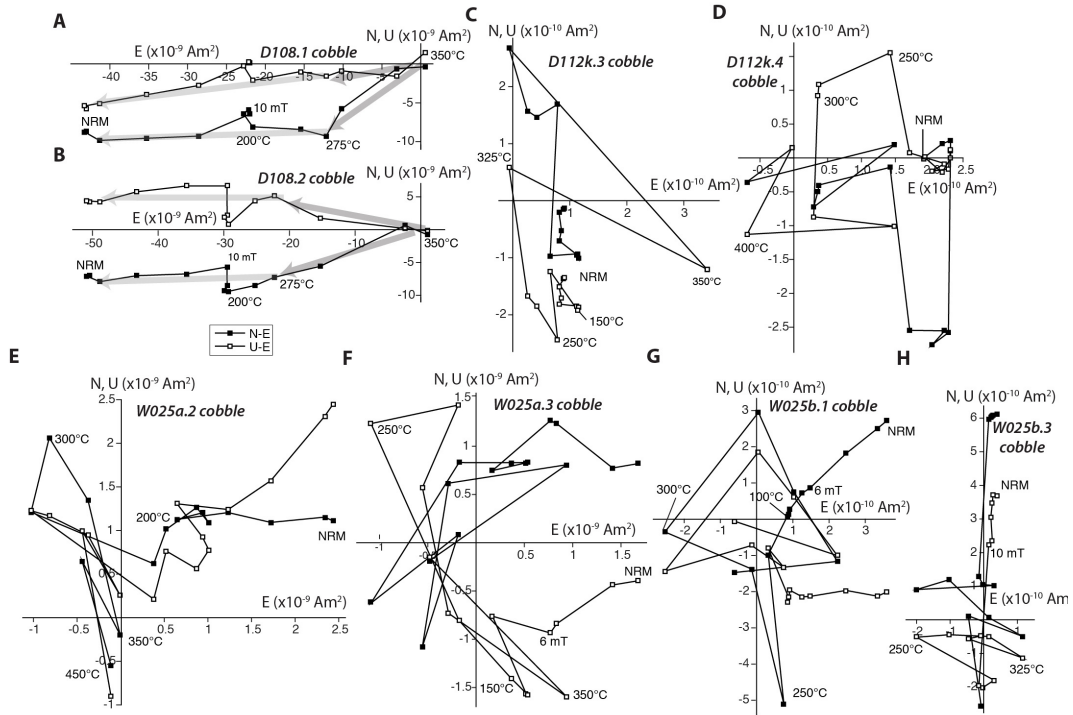 A
N, U (x10-9 Am2)
E (x10-9 Am2)
D108.1 cobble
350°C
-40 -35 -30 -25 -20 -15 -10 -5
-5
-10
NRM
10 mT
200°C
275°C
B
N, U (x10-9 Am2)
D108.2 cobble
5
E (x10-9 Am2)
350°C
-50 -40 -30 -20 -10
-5
-10
NRM
10 mT
200°C
275°C
N-E
U-E
C
N, U (x10-10 Am2)
D112k.3 cobble
2
325°C
E (x10-10 Am2)
1 2 3
-1
-2
NRM
150°C
250°C
350°C
D
N, U (x10-10 Am2)
D112k.4
cobble
250°C
300°C
1.0
0.5
NRM
-0.5 0.5 1.5 2.5
E (x10-10 Am2)
-0.5
-1
-2
-2.5
400°C
E
N, U (x10-9 Am2)
W025a.2 cobble
2.5
2
1.5
1
0.5
300°C
200°C
NRM
E (x10-9 Am2)
-1 -0.5 0.5 1 1.5 2 2.5
350°C
450°C
-0.5
-1
F
N, U (x10-9 Am2)
W025a.3 cobble
1.5
1
0.5
250°C
E (x10-9 Am2)
-1 0.5 1 1.5
NRM
-0.5
-1
-1.5
6 mT
150°C
350°C
G
N, U (x10-10 Am2)
W025b.1 cobble
3
2
1
NRM
300°C
100°C
6 mT
E (x10-10 Am2)
-2 -1 1 2 3
-2
-3
-4
-5
250°C
H
N, U (x10-10 Am2)
W025b.3
cobble
6
4
3
2
1
NRM
10 mT
E (x10-10 Am
-2 -1 1
-1
-2
250°C
325°C